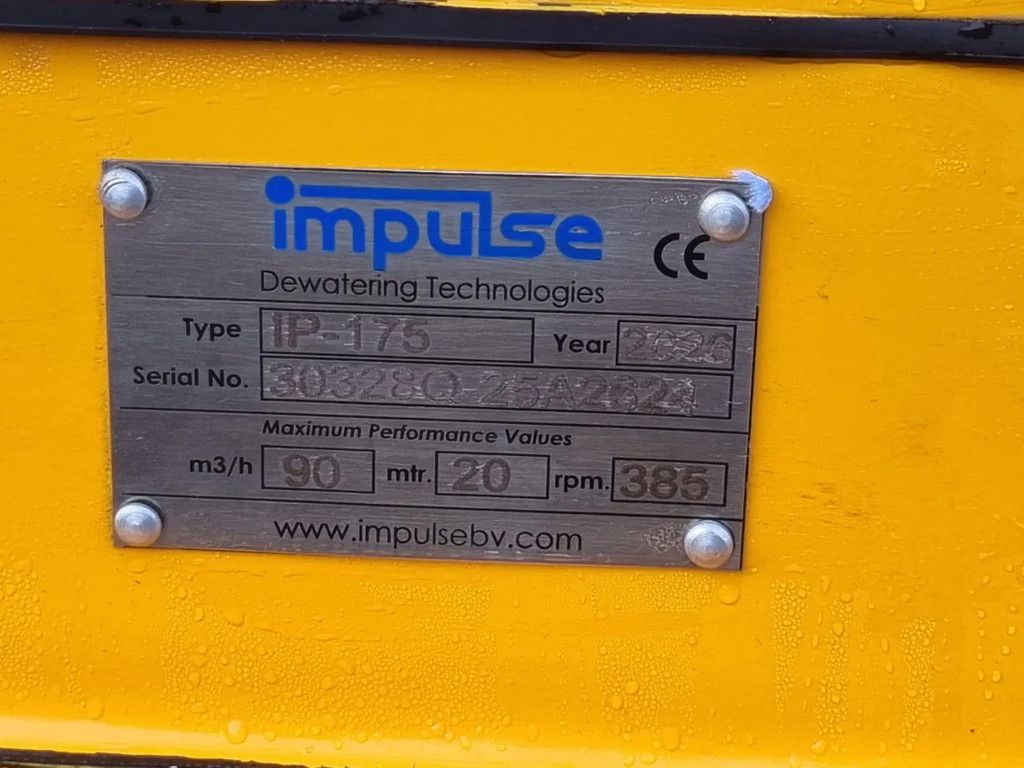 impulse
CE
Dewatering Technologies
Type IP-175 Year
Serial No. 30328Q-25A2624
Maximum Performance Values
m3/h 90 mtr. 20 rpm. 385
www.impulsebv.com